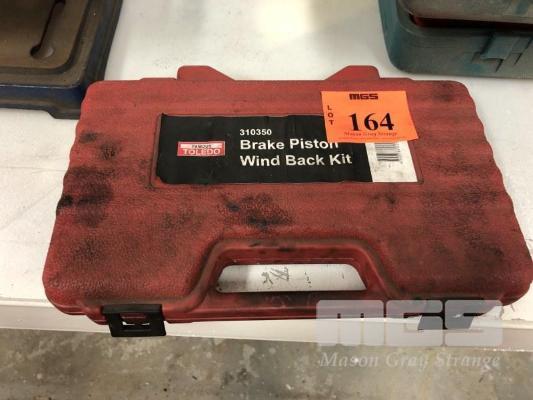 MGS
LOT
164
Mason Gray Strange
310350
TOLEDO
Brake Piston
Wind Back Kit
MGS
Mason Gray Strange